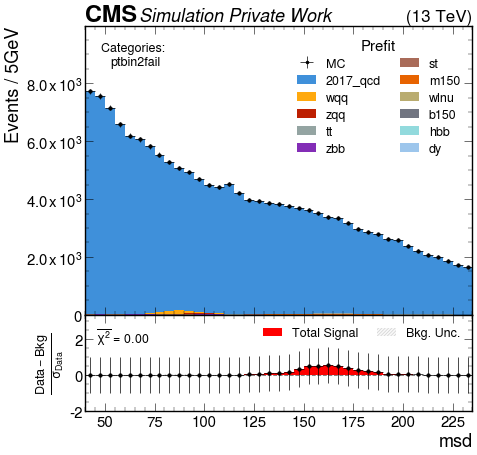 CMS Simulation Private Work (13 TeV)
Events / 5GeV
Categories:
ptbin2fail
Prefit
MC
2017_qcd
wqq
zqq
tt
zbb
st
m150
wlnu
b150
hbb
dy
8.0 x 10³
6.0 x 10³
4.0 x 10³
2.0 x 10³
0
Data - Bkg
σData
χ² = 0.00
Total Signal
Bkg. Unc.
2
0
-2
50 75 100 125 150 175 200 225
msd